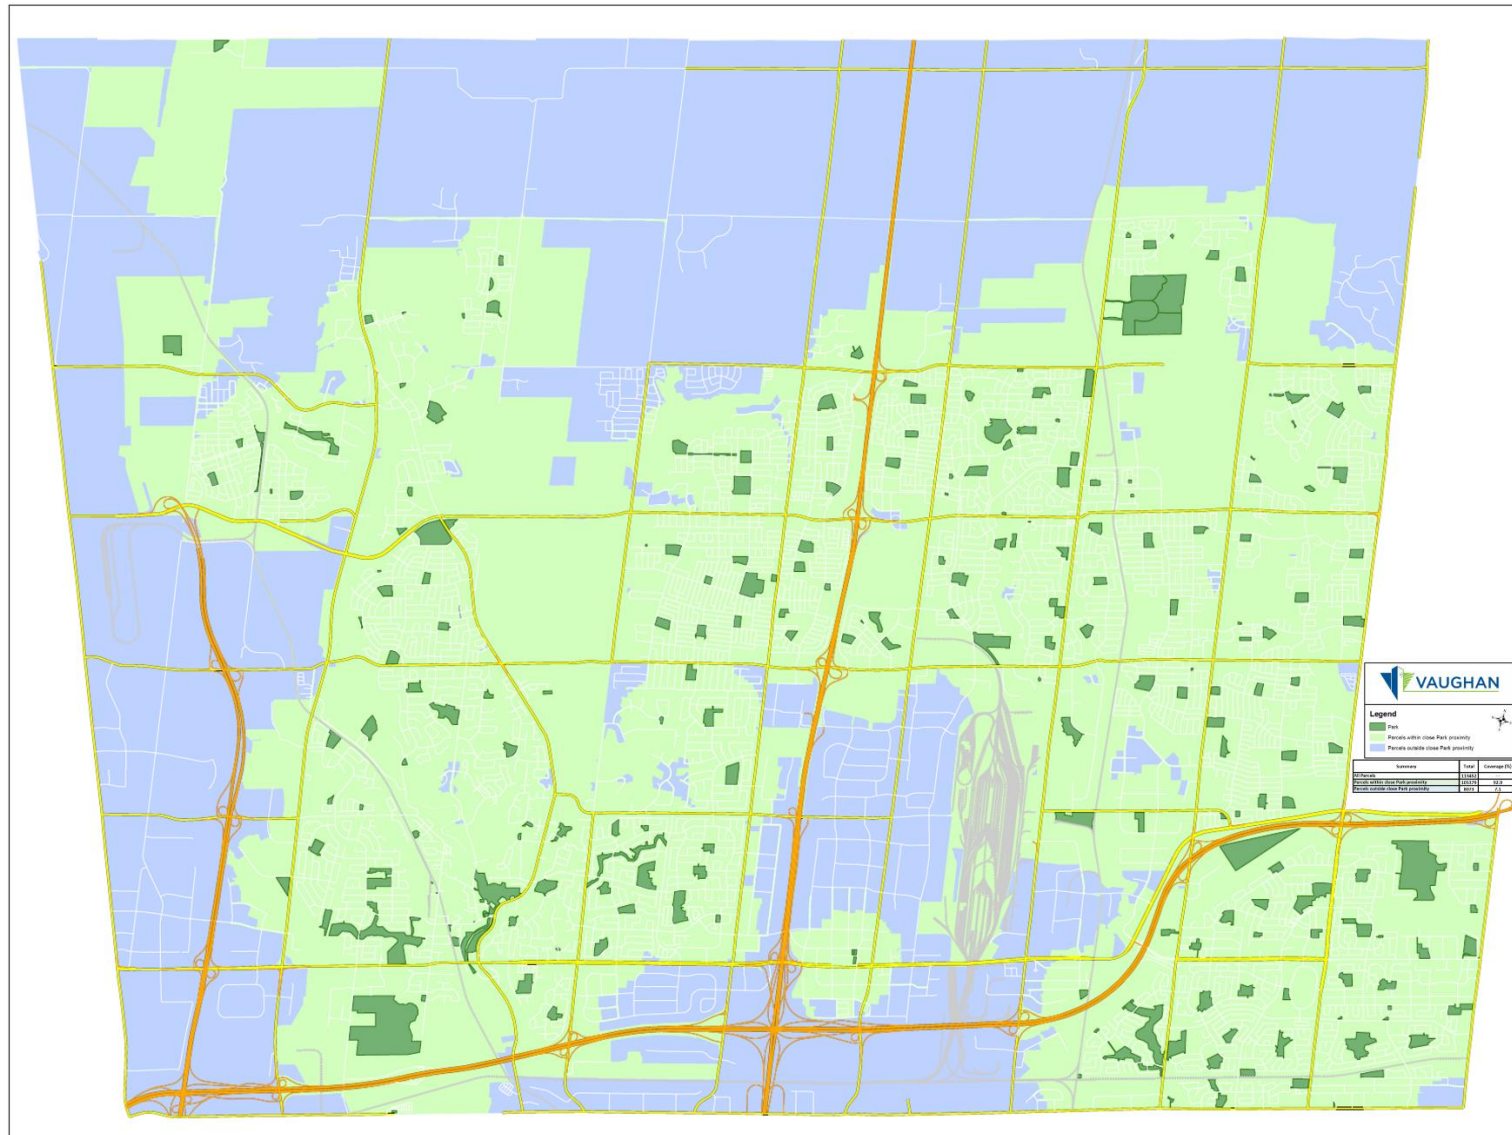 VAUGHAN
Legend
Park
Parcels within close Park proximity
Parcels outside close Park proximity
Summary Total Coverage (%)
All Parcels
Parcels within close Park proximity
Parcels outside close Park proximity